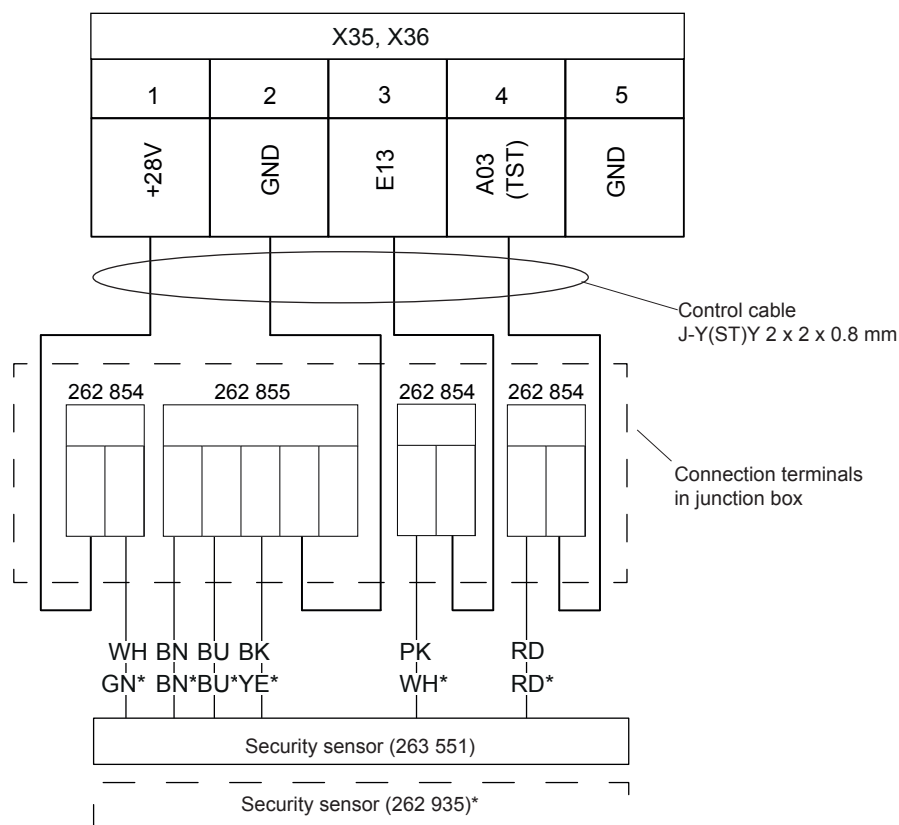 X35, X36
1 2 3 4 5
+28V GND E13 A03 (TST) GND
Control cable
J-Y(ST)Y 2 x 2 x 0.8 mm
262 854 262 855 262 854 262 854
Connection terminals
in junction box
WH BN BU BK PK RD
GN* BN* BU* YE* WH* RD*
Security sensor (263 551)
Security sensor (262 935)*